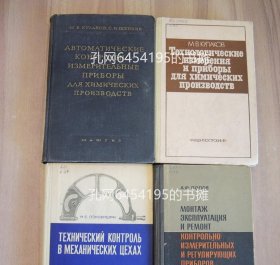 М.В. КУЛАКОВ, С.И. ЩЕПКИН
АВТОМАТИЧЕСКИЕ
КОНТРОЛЬНО-
ИЗМЕРИТЕЛЬНЫЕ
ПРИБОРЫ
ДЛЯ ХИМИЧЕСКИХ
ПРОИЗВОДСТВ
МАШГИЗ
М.В. КУЛАКОВ
Технологические
измерения
и приборы
для химических
производств
孔网6454195的书摊
ТЕХНИЧЕСКИЙ КОНТРОЛЬ
В МЕХАНИЧЕСКИХ ЦЕХАХ
МОНТАЖ
ЭКСПЛУАТАЦИЯ
И РЕМОНТ
КОНТРОЛЬНО
ИЗМЕРИТЕЛЬНЫХ
И РЕГУЛИРУЮЩИХ
ПРИБОРОВ
孔网6454195的书摊